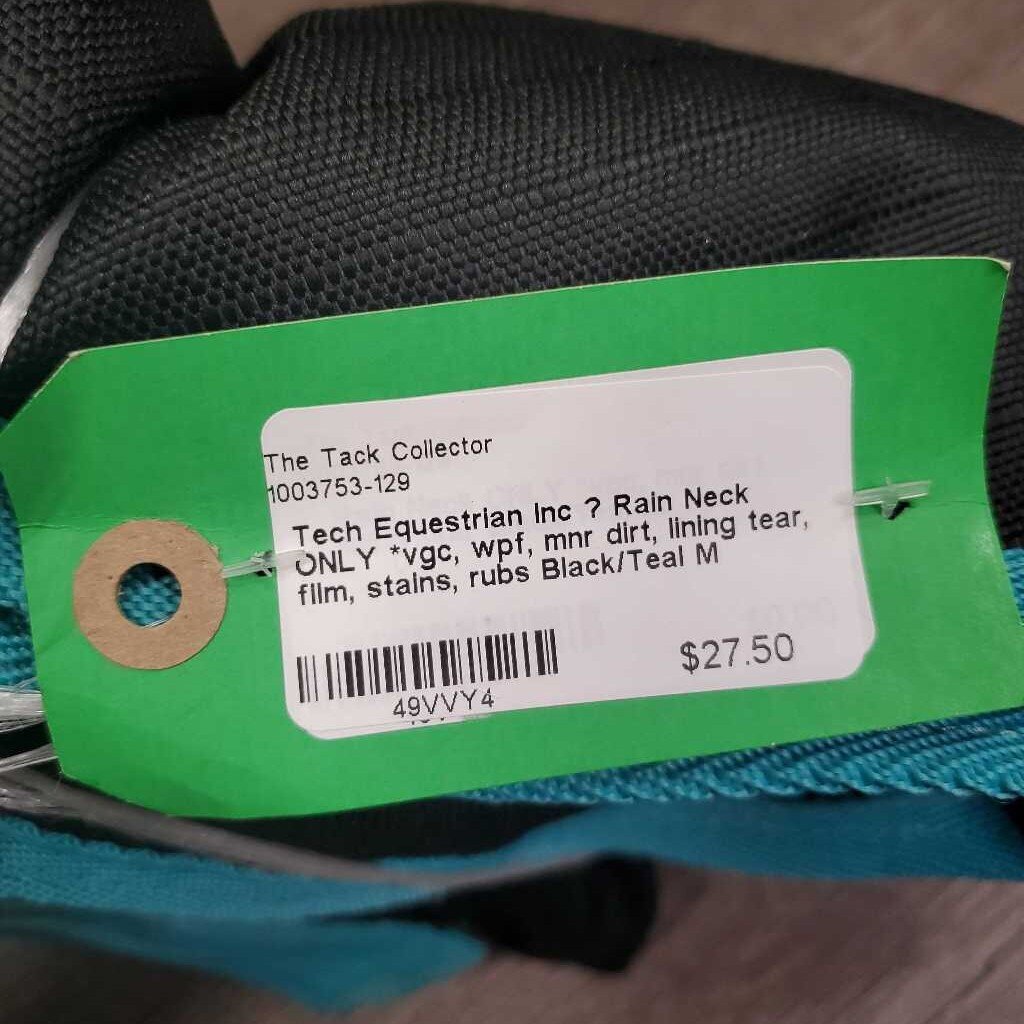 The Tack Collector
1003753-129
Tech Equestrian Inc ? Rain Neck
ONLY *vgc, wpf, mnr dirt, lining tear,
film, stains, rubs Black/Teal M
$27.50
49VVY4